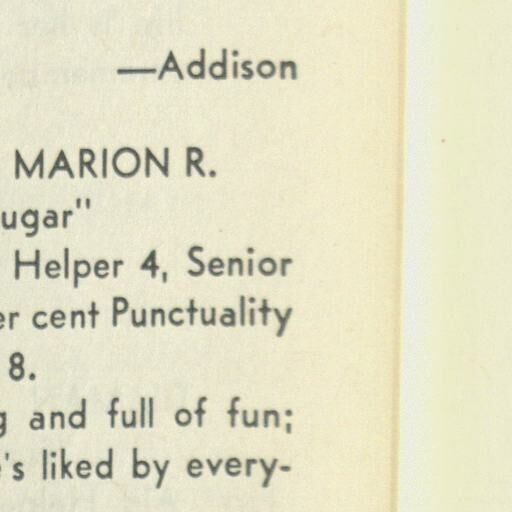 —Addison
MARION R.
ugar"
Helper 4, Senior
er cent Punctuality
8.
g and full of fun;
e's liked by every-